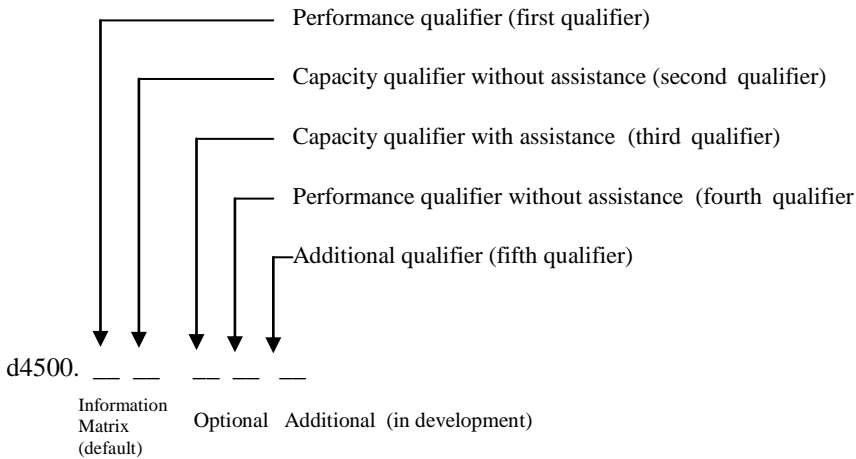 Performance qualifier (first qualifier)
Capacity qualifier without assistance (second qualifier)
Capacity qualifier with assistance (third qualifier)
Performance qualifier without assistance (fourth qualifier
Additional qualifier (fifth qualifier)
d4500. __ __ __ __ __
Information
Matrix
(default)
Optional
Additional (in development)